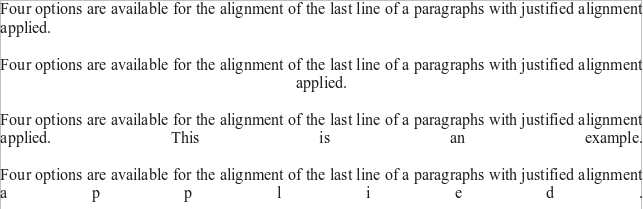 Four options are available for the alignment of the last line of a paragraphs with justified alignment
applied.
Four options are available for the alignment of the last line of a paragraphs with justified alignment
applied.
Four options are available for the alignment of the last line of a paragraphs with justified alignment
applied. This is an example.
Four options are available for the alignment of the last line of a paragraphs with justified alignment
a p p l i e d .